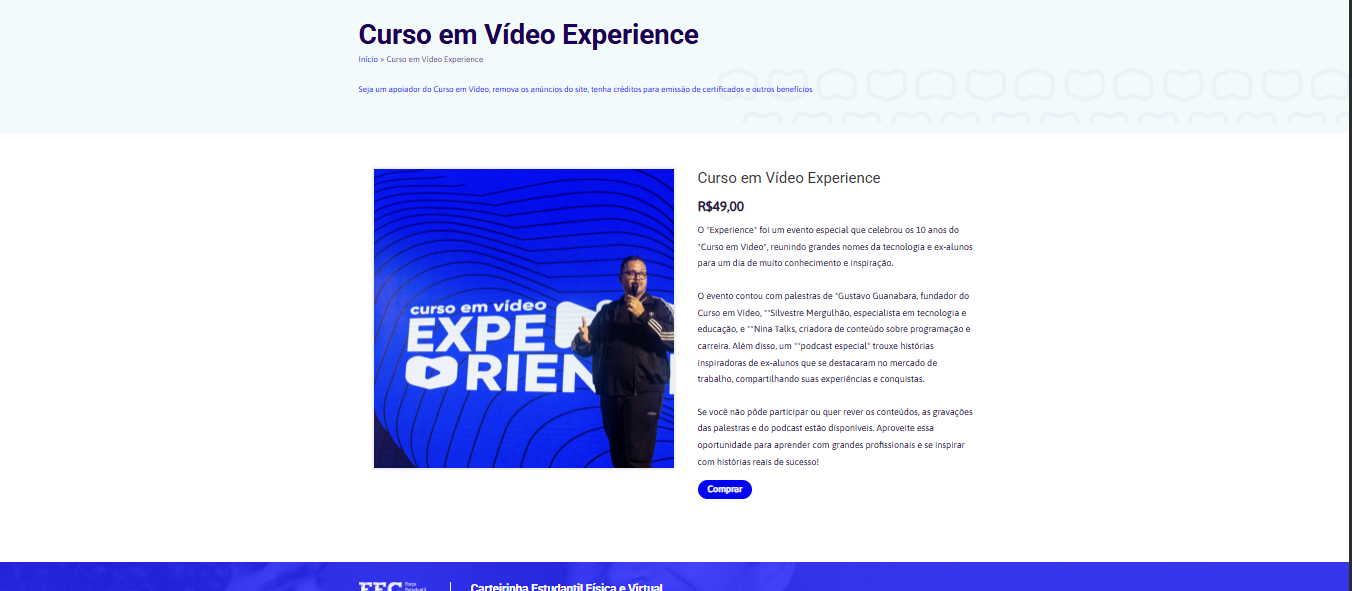 Curso em Vídeo Experience
Início » Curso em Vídeo Experience
Seja um apoiador do Curso em Vídeo, remova os anúncios do site, tenha créditos para emissão de certificados e outros benefícios
curso em vídeo
EXPE
RIEN
Curso em Vídeo Experience
R$49,00
O "Experience" foi um evento especial que celebrou os 10 anos do
"Curso em Vídeo", reunindo grandes nomes da tecnologia e ex-alunos
para um dia de muito conhecimento e inspiração.
O evento contou com palestras de "Gustavo Guanabara, fundador do
Curso em Vídeo, ""Silvestre Mergulhão, especialista em tecnologia e
educação, e ""Nina Talks, criadora de conteúdo sobre programação e
carreira. Além disso, um ""podcast especial" trouxe histórias
inspiradoras de ex-alunos que se destacaram no mercado de
trabalho, compartilhando suas experiências e conquistas.
Se você não pôde participar ou quer rever os conteúdos, as gravações
das palestras e do podcast estão disponíveis. Aproveite essa
oportunidade para aprender com grandes profissionais e se inspirar
com histórias reais de sucesso!
Comprar
Carteirinha Estudantil Física e Virtual